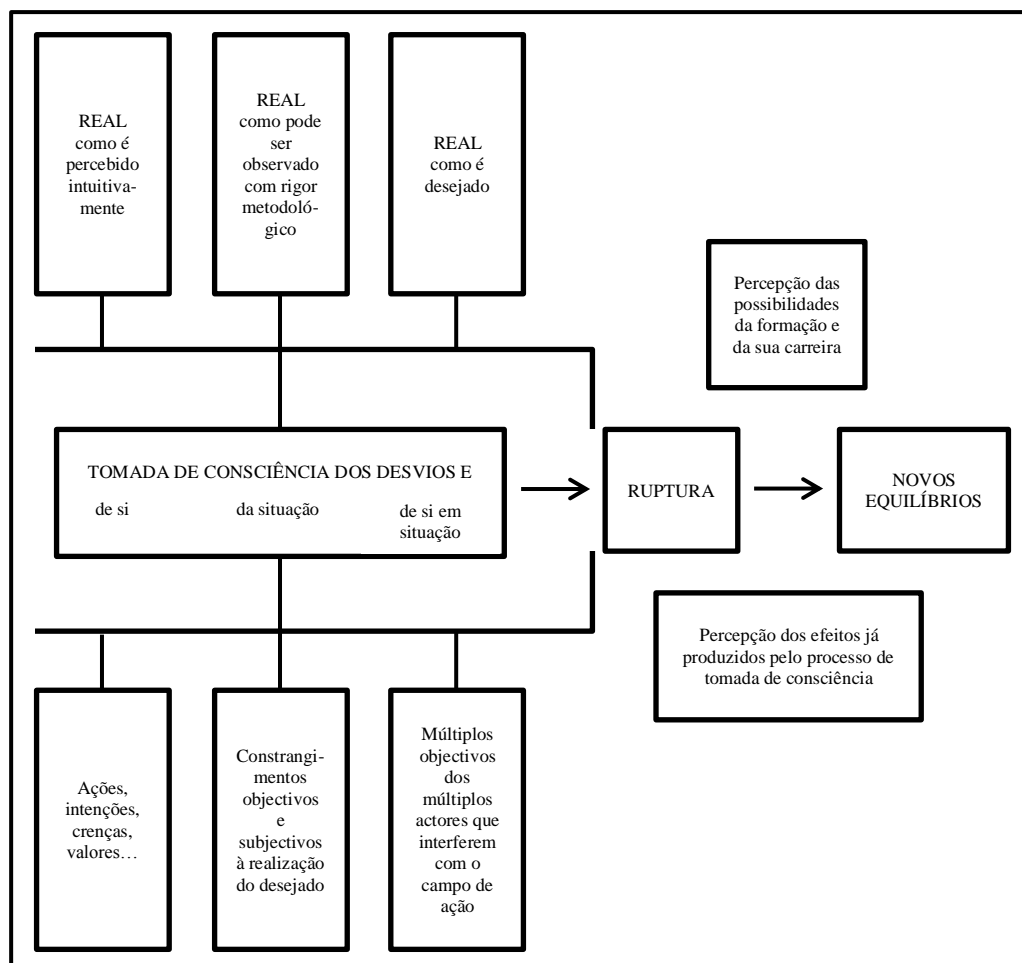 REAL
como é
percebido
intuitiva-
mente
REAL
como pode
ser
observado
com rigor
metodoló-
gico
REAL
como é
desejado
Percepção das
possibilidades
da formação e
da sua carreira
TOMADA DE CONSCIÊNCIA DOS DESVIOS E
de si
da situação
de si em
situação
RUPTURA
NOVOS
EQUILÍBRIOS
Percepção dos efeitos já
produzidos pelo processo de
tomada de consciência
Ações,
intenções,
crenças,
valores…
Constrangi-
mentos
objectivos
e
subjectivos
à realização
do desejado
Múltiplos
objectivos
dos
múltiplos
actores que
interferem
com o
campo de
ação